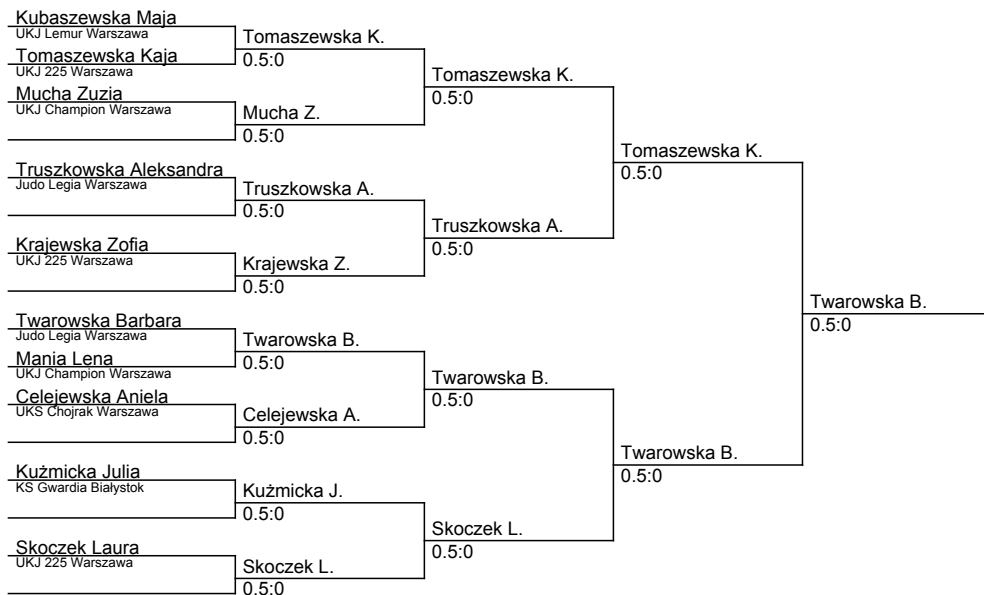 Kubaszewska Maja
UKJ Lemur Warszawa
Tomaszewska Kaja
UKJ 225 Warszawa
Mucha Zuzia
UKJ Champion Warszawa
Truszkowska Aleksandra
Judo Legia Warszawa
Krajewska Zofia
UKJ 225 Warszawa
Twarowska Barbara
Judo Legia Warszawa
Mania Lena
UKJ Champion Warszawa
Celejewska Aniela
UKS Chojrak Warszawa
Kuźmicka Julia
KS Gwardia Białystok
Skoczek Laura
UKJ 225 Warszawa
Tomaszewska K.
0.5:0
Mucha Z.
0.5:0
Truszkowska A.
0.5:0
Krajewska Z.
0.5:0
Twarowska B.
0.5:0
Celejewska A.
0.5:0
Kuźmicka J.
0.5:0
Skoczek L.
0.5:0
Tomaszewska K.
0.5:0
Truszkowska A.
0.5:0
Twarowska B.
0.5:0
Skoczek L.
0.5:0
Tomaszewska K.
0.5:0
Twarowska B.
0.5:0
Twarowska B.
0.5:0